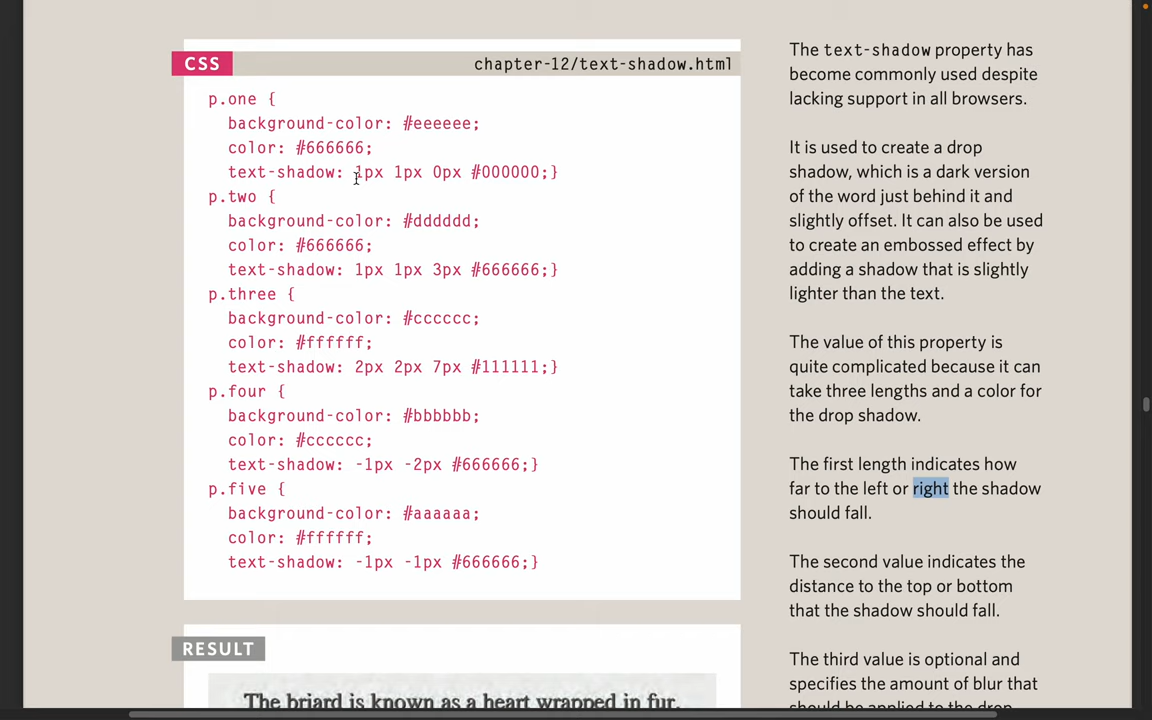 CSS
chapter-12/text-shadow.html
p.one {
background-color: #eeeeee;
color: #666666;
text-shadow: 1px 1px 0px #000000;}
p.two {
background-color: #dddddd;
color: #666666;
text-shadow: 1px 1px 3px #666666;}
p.three {
background-color: #cccccc;
color: #ffffff;
text-shadow: 2px 2px 7px #111111;}
p.four {
background-color: #bbbbbb;
color: #cccccc;
text-shadow: -1px -2px #666666;}
p.five {
background-color: #aaaaaa;
color: #ffffff;
text-shadow: -1px -1px #666666;}
RESULT
The briard is known as a heart wrapped in fur.
The text-shadow property has
become commonly used despite
lacking support in all browsers.
It is used to create a drop
shadow, which is a dark version
of the word just behind it and
slightly offset. It can also be used
to create an embossed effect by
adding a shadow that is slightly
lighter than the text.
The value of this property is
quite complicated because it can
take three lengths and a color for
the drop shadow.
The first length indicates how
far to the left or right the shadow
should fall.
The second value indicates the
distance to the top or bottom
that the shadow should fall.
The third value is optional and
specifies the amount of blur that
should be applied to the drop